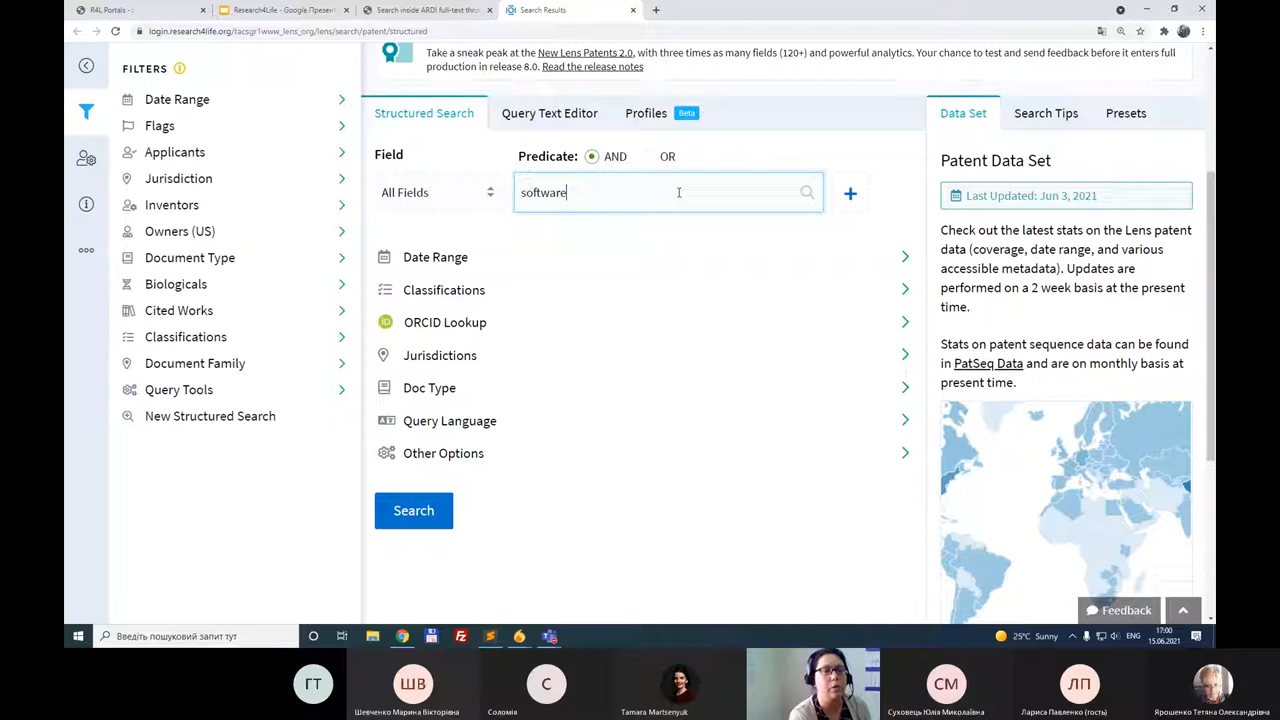 R4L Portals -
Research4Life - Google Презент
Search inside ARDI full-text thro
Search Results
login.research4life.org/tacsgr1www_lens_org/lens/search/patent/structured
Take a sneak peak at the New Lens Patents 2.0, with three times as many fields (120+) and powerful analytics. Your chance to test and send feedback before it enters full
production in release 8.0. Read the release notes
FILTERS
Date Range
Flags
Applicants
Jurisdiction
Inventors
Owners (US)
Document Type
Biologicals
Cited Works
Classifications
Document Family
Query Tools
New Structured Search
Structured Search
Query Text Editor
Profiles Beta
Field
Predicate: AND OR
All Fields
software
Date Range
Classifications
iD ORCID Lookup
Jurisdictions
Doc Type
Query Language
Other Options
Search
Data Set
Search Tips
Presets
Patent Data Set
Last Updated: Jun 3, 2021
Check out the latest stats on the Lens patent
data (coverage, date range, and various
accessible metadata). Updates are
performed on a 2 week basis at the present
time.
Stats on patent sequence data can be found
in PatSeq Data and are on monthly basis at
present time.
Feedback
Введіть пошуковий запит тут
25°C Sunny
ENG
17:00
15.06.2021
ГТ
ШВ
С
СМ
ЛП
Шевченко Марина Вікторівна
Соломія
Tamara Martsenyuk
Суховець Юлія Миколаївна
Лариса Павленко (гость)
Ярошенко Тетяна Олександрівна